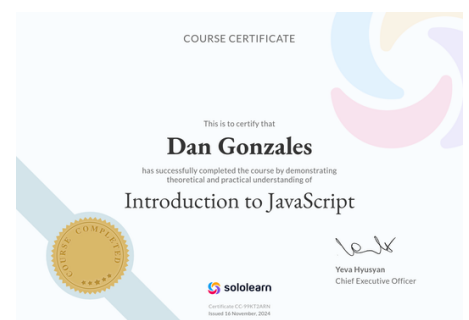 COURSE CERTIFICATE
This is to certify that
Dan Gonzales
has successfully completed the course by demonstrating
theoretical and practical understanding of
Introduction to JavaScript
COURSE COMPLETED
Yeva Hyusyan
Chief Executive Officer
sololearn
Issued 16 November, 2024